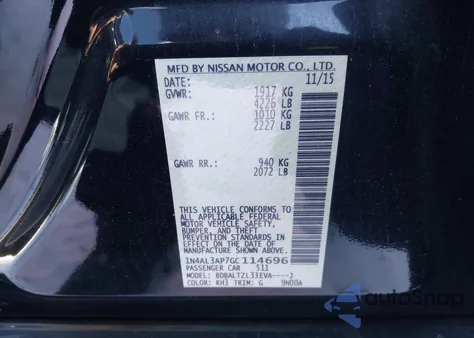 MFD BY NISSAN MOTOR CO., LTD.
DATE: 11/15
GVWR: 1917 KG
4226 LB
GAWR FR: 1010 KG
2227 LB
GAWR RR: 940 KG
2072 LB
THIS VEHICLE CONFORMS TO
ALL APPLICABLE FEDERAL
MOTOR VEHICLE SAFETY,
BUMPER, AND THEFT
PREVENTION STANDARDS
IN EFFECT ON THE DATE OF
MANUFACTURE SHOWN ABOVE.
1N4AL3AP7GC114696
PASSENGER CAR 511
MODEL: BDBALTZL33EVA----J
COLOR: KH3 TRIM: G 9N00A
autoSnap